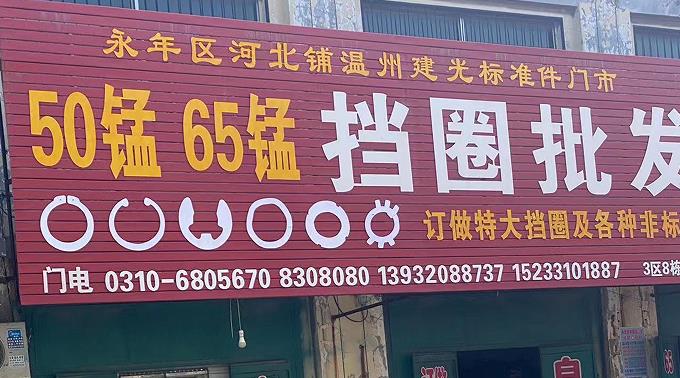 永年区河北铺温州建光标准件门市
50锰 65锰 挡圈批发
订做特大挡圈及各种非标
门电 0310-6805670 8308080 13932088737 15233101887 3区8栋
订做